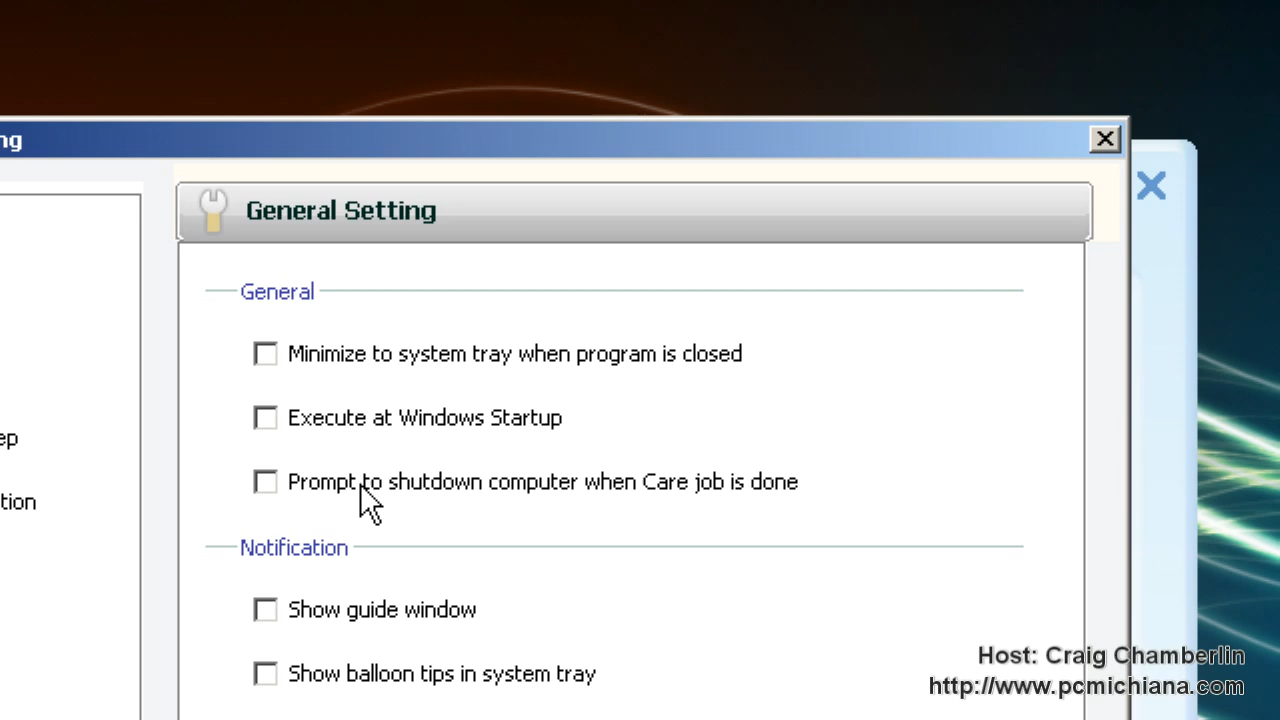 ng
General Setting
General
Minimize to system tray when program is closed
Execute at Windows Startup
ep
Prompt to shutdown computer when Care job is done
tion
Notification
Show guide window
Show balloon tips in system tray
Host: Craig Chamberlin
http://www.pcmichiana.com